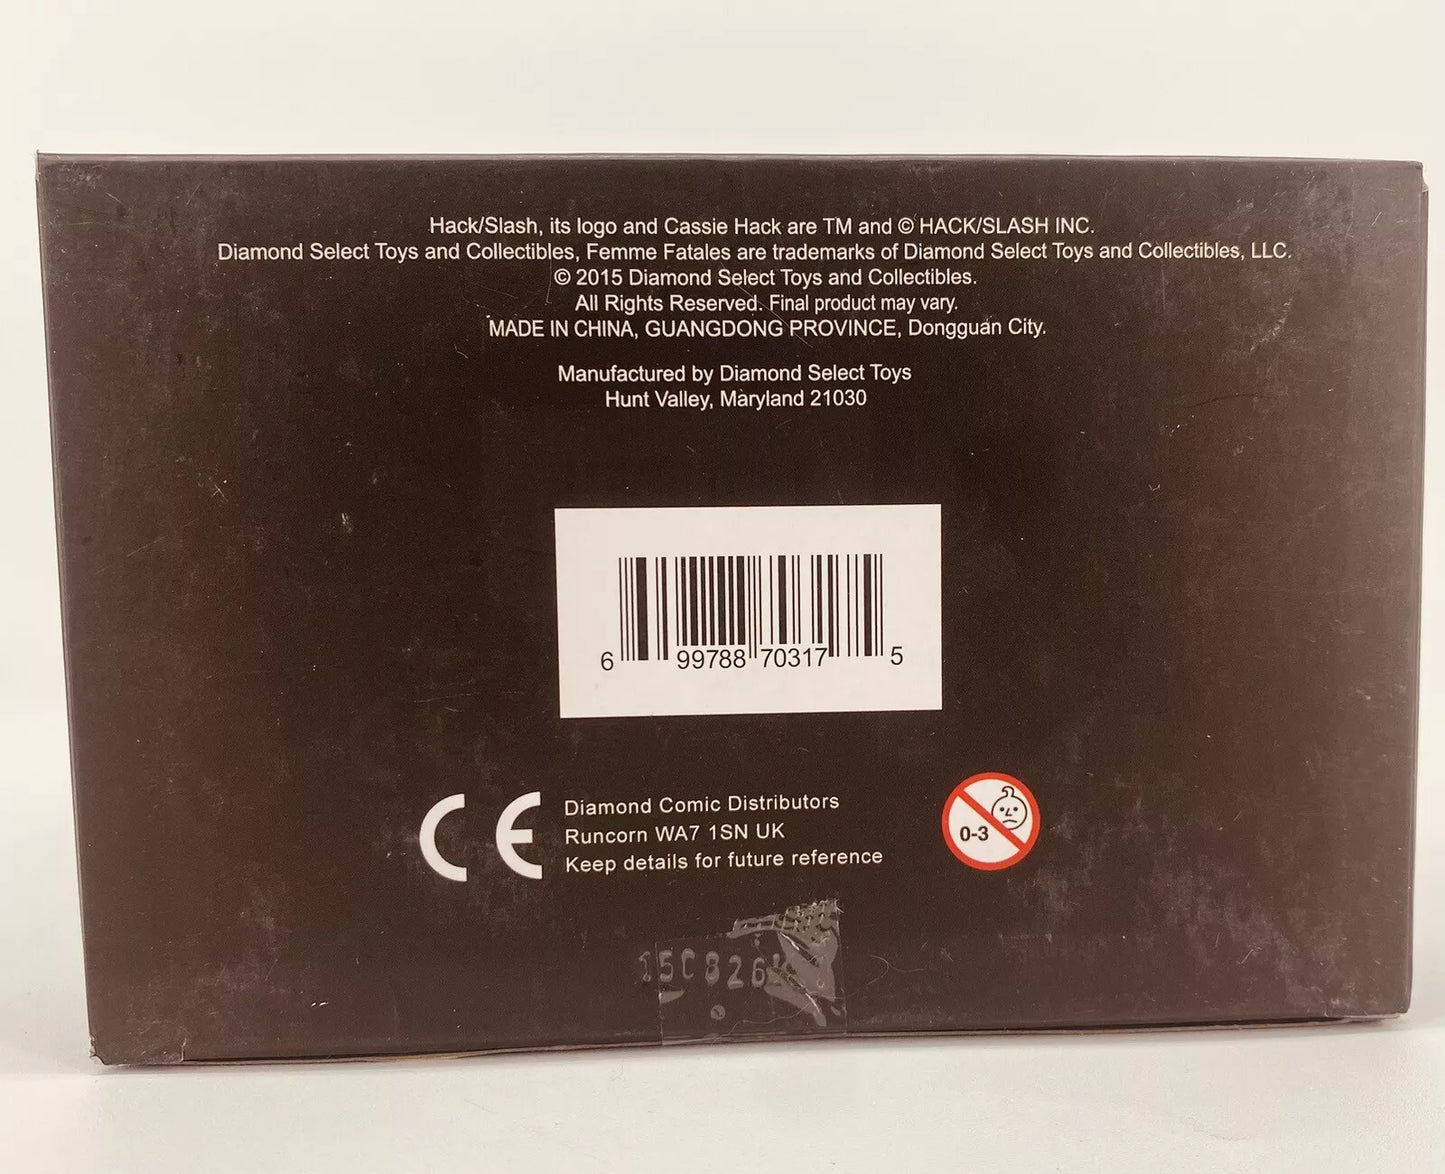 Hack/Slash, its logo and Cassie Hack are TM and © HACK/SLASH INC.
Diamond Select Toys and Collectibles, Femme Fatales are trademarks of Diamond Select Toys and Collectibles, LLC.
© 2015 Diamond Select Toys and Collectibles.
All Rights Reserved. Final product may vary.
MADE IN CHINA, GUANGDONG PROVINCE, Dongguan City.
Manufactured by Diamond Select Toys
Hunt Valley, Maryland 21030
6 99788 70317 5
CE
Diamond Comic Distributors
Runcorn WA7 1SN UK
Keep details for future reference
0-3